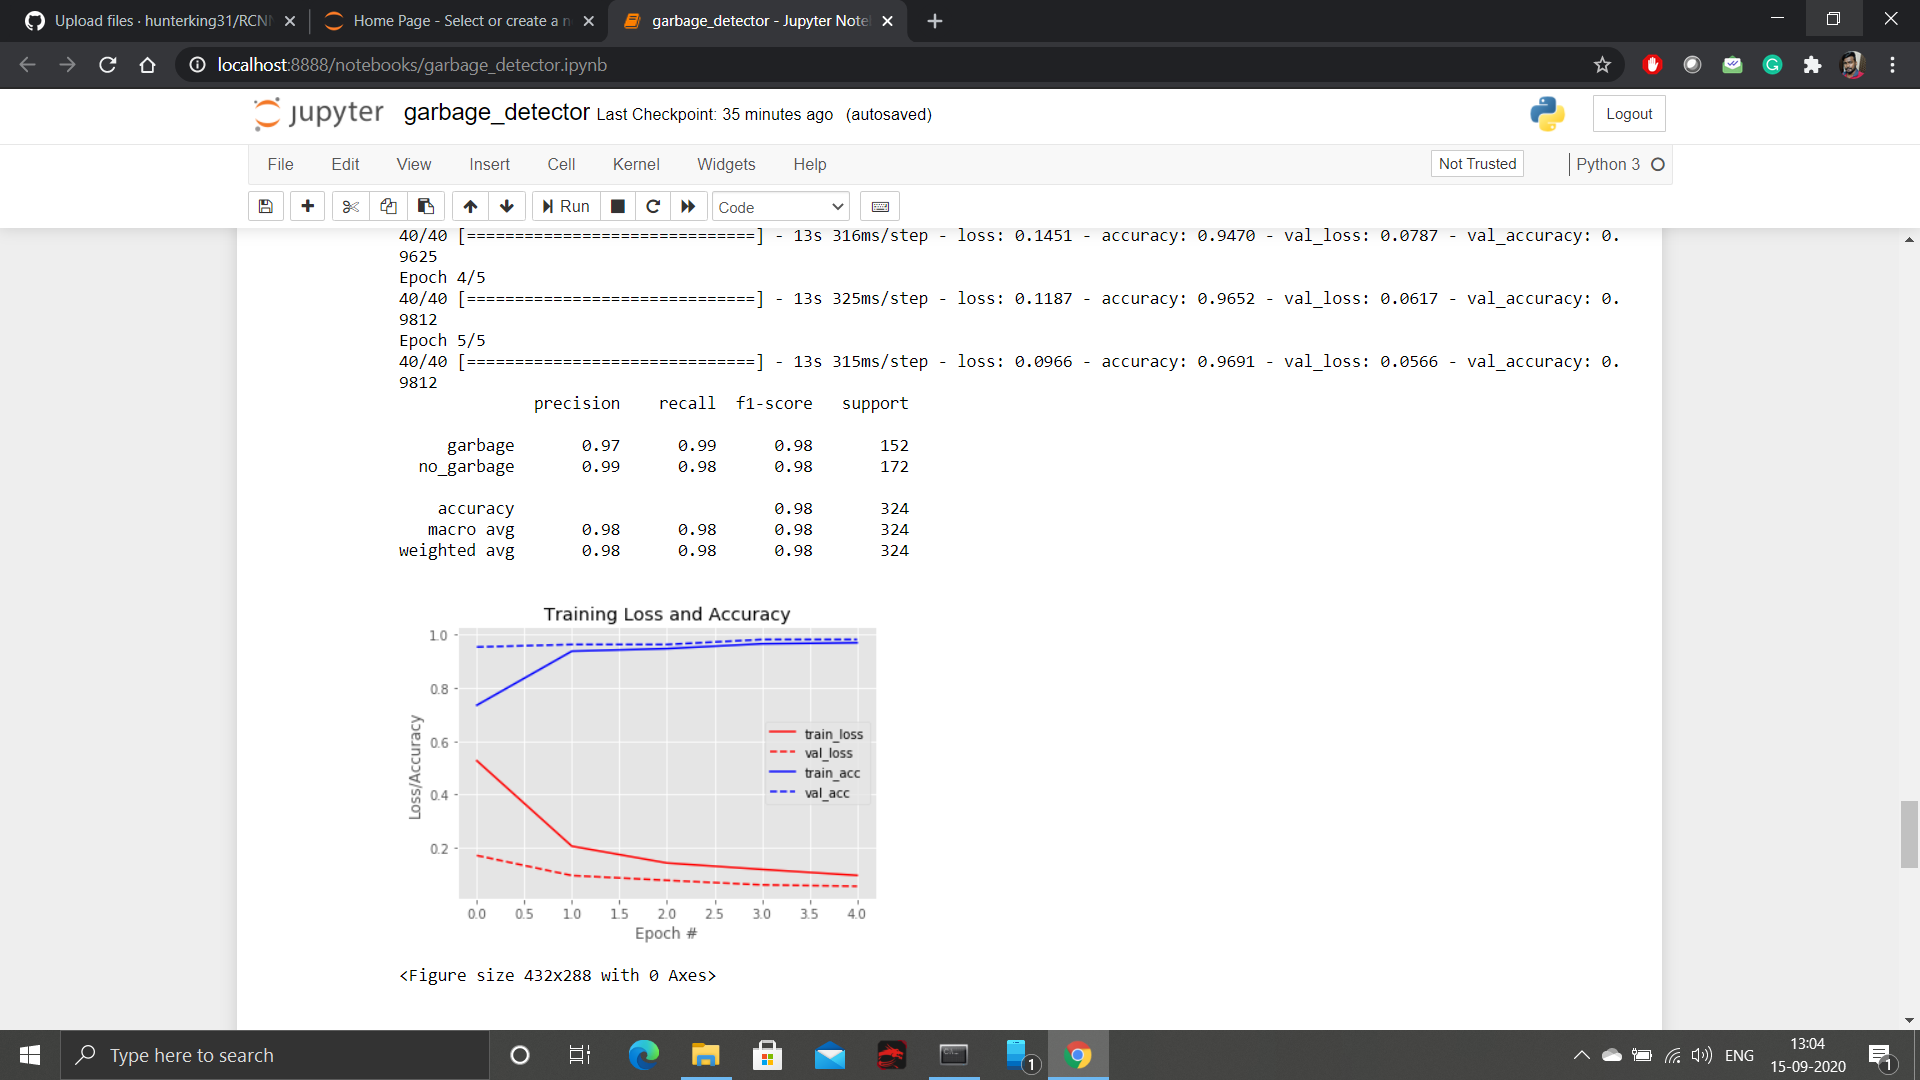 Upload files · hunterking31/RCN
Home Page - Select or create a n
garbage_detector - Jupyter Note
localhost:8888/notebooks/garbage_detector.ipynb
jupyter garbage_detector Last Checkpoint: 35 minutes ago (autosaved)
Logout
File Edit View Insert Cell Kernel Widgets Help
Not Trusted
Python 3
Run
Code
40/40 [==============================] - 13s 316ms/step - loss: 0.1451 - accuracy: 0.9470 - val_loss: 0.0787 - val_accuracy: 0.
9625
Epoch 4/5
40/40 [==============================] - 13s 325ms/step - loss: 0.1187 - accuracy: 0.9652 - val_loss: 0.0617 - val_accuracy: 0.
9812
Epoch 5/5
40/40 [==============================] - 13s 315ms/step - loss: 0.0966 - accuracy: 0.9691 - val_loss: 0.0566 - val_accuracy: 0.
9812
precision recall f1-score support
garbage 0.97 0.99 0.98 152
no_garbage 0.99 0.98 0.98 172
accuracy 0.98 324
macro avg 0.98 0.98 0.98 324
weighted avg 0.98 0.98 0.98 324
Training Loss and Accuracy
1.0
0.8
0.6
0.4
0.2
Loss/Accuracy
train_loss
val_loss
train_acc
val_acc
0.0 0.5 1.0 1.5 2.0 2.5 3.0 3.5 4.0
Epoch #
<Figure size 432x288 with 0 Axes>
Type here to search
1
ENG
13:04
15-09-2020
1